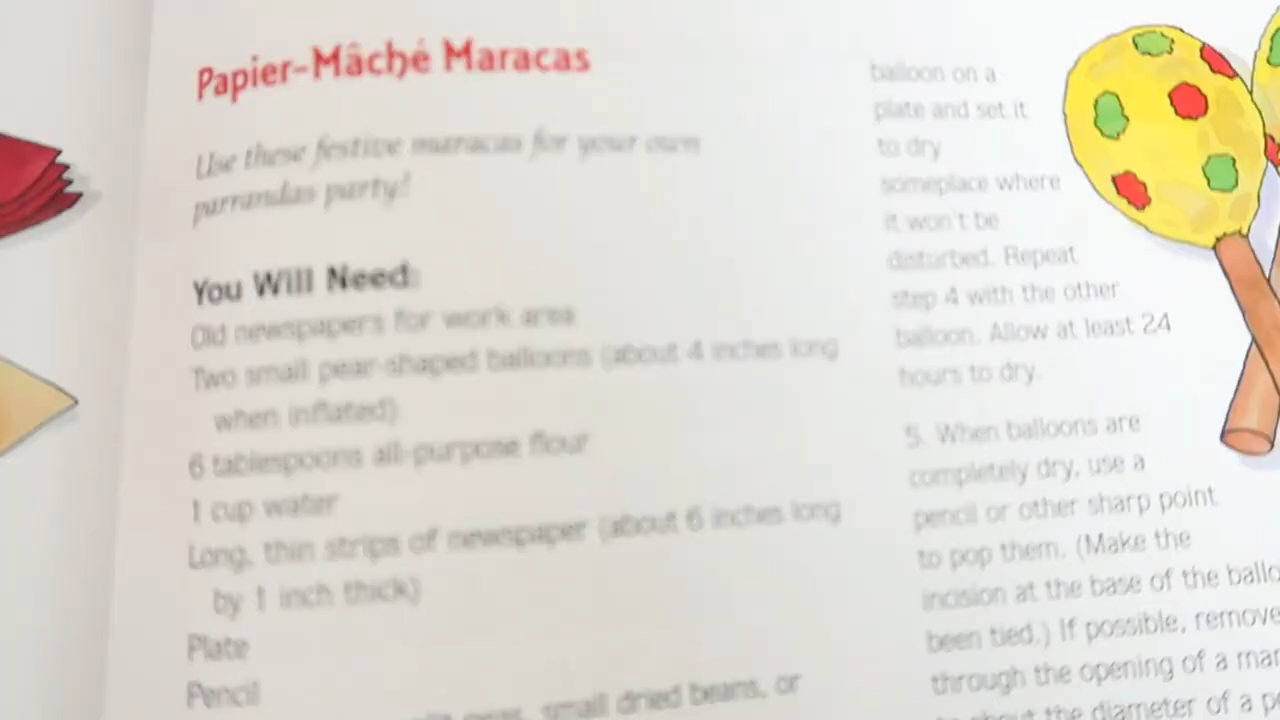 Papier-Mâché Maracas
Use these festive maracas for your own
parrandas party!
You Will Need:
Old newspapers for work area
Two small pear-shaped balloons (about 4 inches long
when inflated)
6 tablespoons all-purpose flour
1 cup water
Long, thin strips of newspaper (about 6 inches long
by 1 inch thick)
Plate
Pencil
small dried beans, or
balloon on a
plate and set it
to dry
someplace where
it won't be
disturbed. Repeat
step 4 with the other
balloon. Allow at least 24
hours to dry.
5. When balloons are
completely dry, use a
pencil or other sharp point
to pop them. (Make the
incision at the base of the
been tied.) If possible, remove
through the opening of a
about the diameter of a